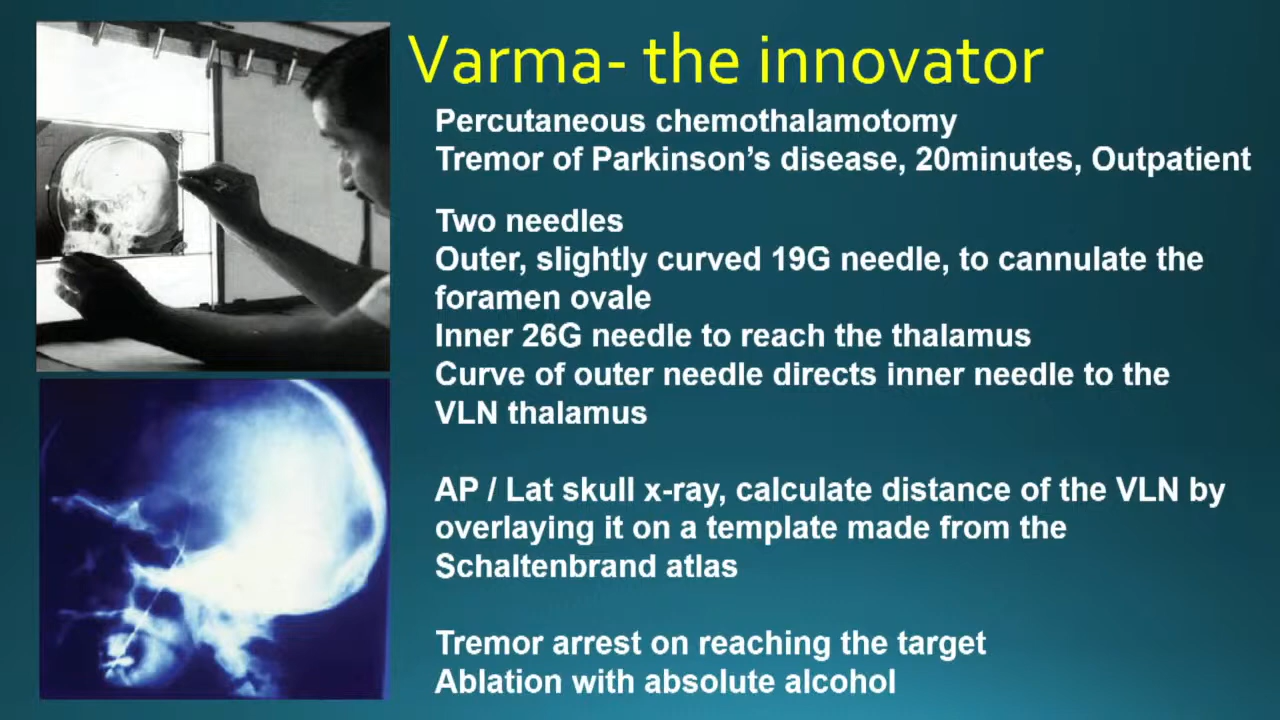 Varma- the innovator
Percutaneous chemothalamotomy
Tremor of Parkinson’s disease, 20minutes, Outpatient
Two needles
Outer, slightly curved 19G needle, to cannulate the
foramen ovale
Inner 26G needle to reach the thalamus
Curve of outer needle directs inner needle to the
VLN thalamus
AP / Lat skull x-ray, calculate distance of the VLN by
overlaying it on a template made from the
Schaltenbrand atlas
Tremor arrest on reaching the target
Ablation with absolute alcohol